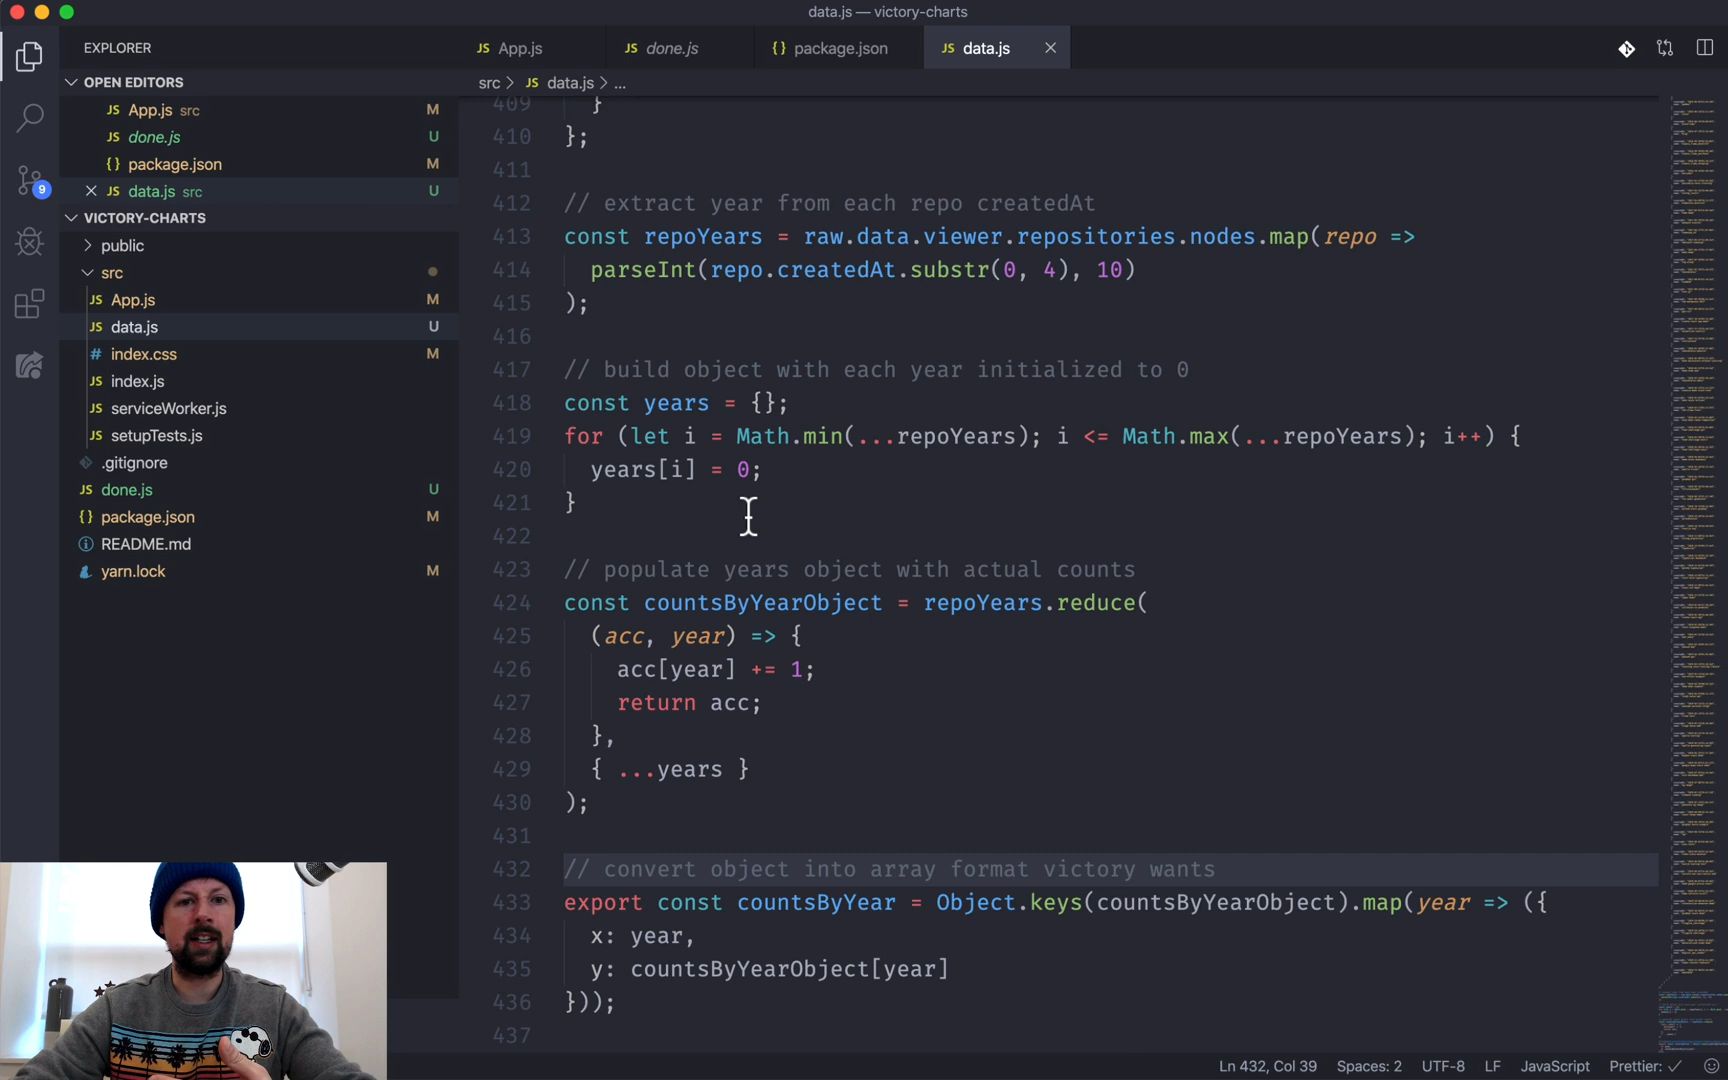 data.js — victory-charts
EXPLORER
JS App.js
JS done.js
{} package.json
JS data.js
OPEN EDITORS
JS App.js src M
JS done.js U
{} package.json M
JS data.js src U
VICTORY-CHARTS
public
src
JS App.js M
JS data.js U
# index.css M
JS index.js
JS serviceWorker.js
JS setupTests.js
.gitignore
JS done.js U
{} package.json M
README.md
yarn.lock M
9
src > JS data.js > ...
409 }
410 };
411
412 // extract year from each repo createdAt
413 const repoYears = raw.data.viewer.repositories.nodes.map(repo =>
414 parseInt(repo.createdAt.substr(0, 4), 10)
415 );
416
417 // build object with each year initialized to 0
418 const years = {};
419 for (let i = Math.min(...repoYears); i <= Math.max(...repoYears); i++) {
420 years[i] = 0;
421 }
422
423 // populate years object with actual counts
424 const countsByYearObject = repoYears.reduce(
425 (acc, year) => {
426 acc[year] += 1;
427 return acc;
428 },
429 { ...years }
430 );
431
432 // convert object into array format victory wants
433 export const countsByYear = Object.keys(countsByYearObject).map(year => ({
434 x: year,
435 y: countsByYearObject[year]
436 }));
437
Ln 432, Col 39 Spaces: 2 UTF-8 LF JavaScript Prettier: ✓